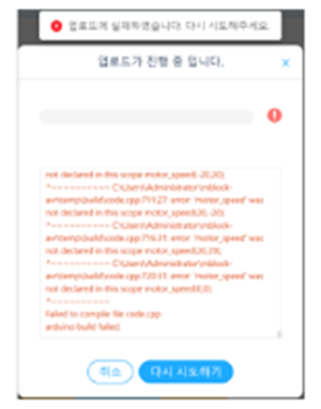 업로드에 실패하였습니다. 다시 시도해주세요.
업로드가 진행 중 입니다.
not declared in this scope motor_speed(-20,20);
^~~~~~~~~~~ C:\Users\Administrator\mblock-
avr\temp\build\code.cpp:711:27: error: 'motor_speed' was
not declared in this scope motor_speed(20,-20);
^~~~~~~~~~~ C:\Users\Administrator\mblock-
avr\temp\build\code.cpp:716:31: error: 'motor_speed' was
not declared in this scope motor_speed(20,20);
^~~~~~~~~~~ C:\Users\Administrator\mblock-
avr\temp\build\code.cpp:720:31: error: 'motor_speed' was
not declared in this scope motor_speed(0,0);
^~~~~~~~~~~
Failed to compile file code.cpp
arduino build failed.
취소
다시 시도하기